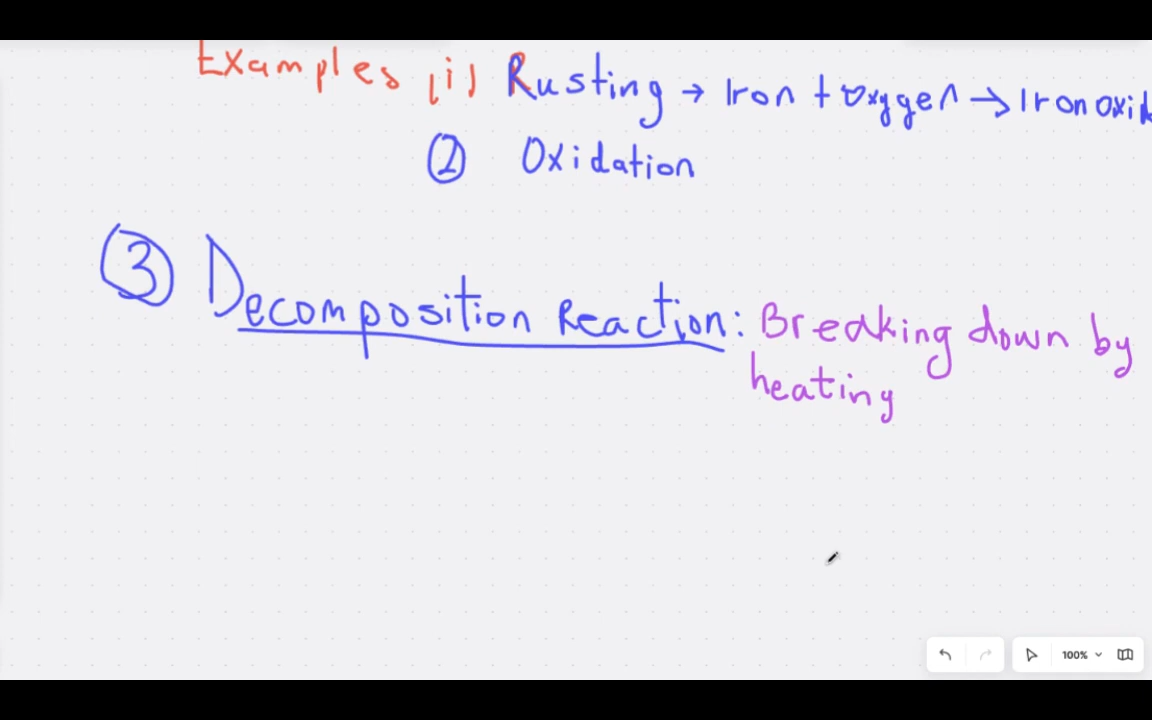 Examples (i) Rusting → Iron + oxygen → Iron oxid
② Oxidation
③ Decomposition Reaction: Breaking down by
heating
100%